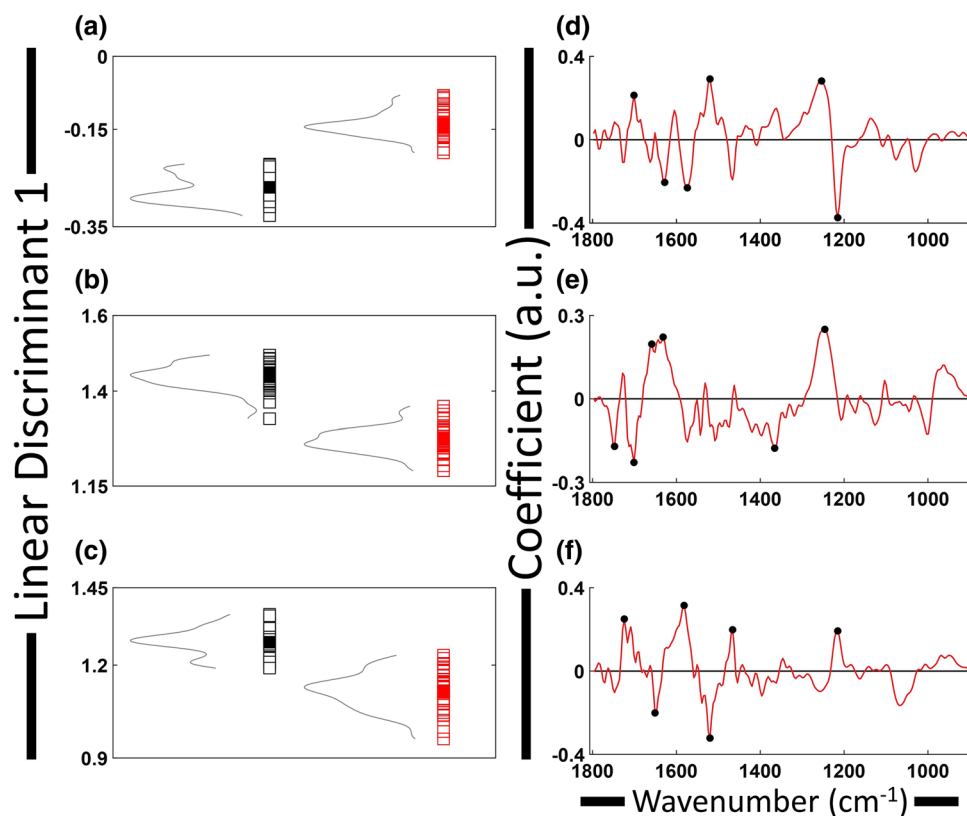 Linear Discriminant 1
(a)
0
-0.15
-0.35
(b)
1.6
1.4
1.15
(c)
1.45
1.2
0.9
Coefficient (a.u.)
(d)
0.4
0
-0.4
1800 1600 1400 1200 1000
(e)
0.3
0
-0.3
1800 1600 1400 1200 1000
(f)
0.4
0
-0.4
1800 1600 1400 1200 1000
Wavenumber (cm⁻¹)